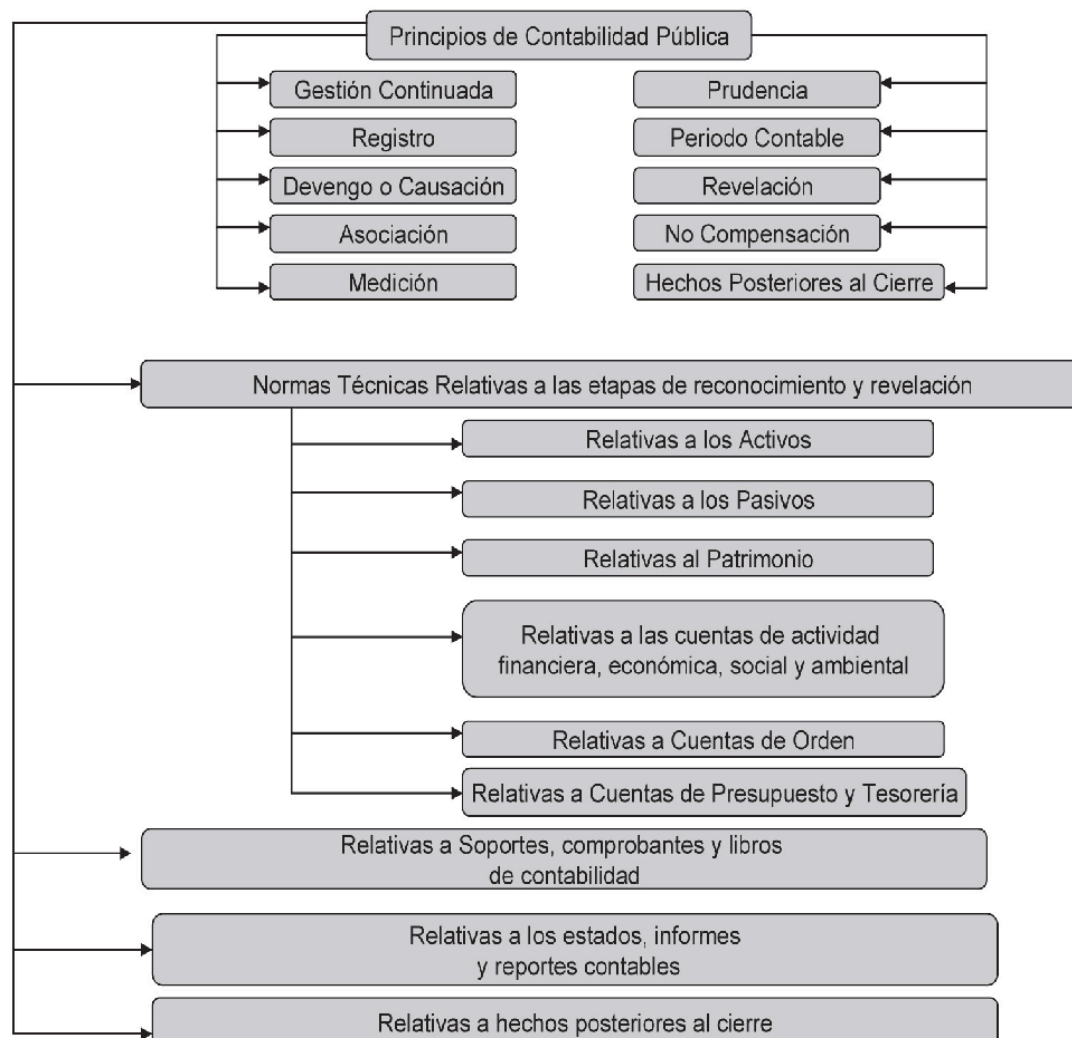 Principios de Contabilidad Pública
Gestión Continuada
Prudencia
Registro
Periodo Contable
Devengo o Causación
Revelación
Asociación
No Compensación
Medición
Hechos Posteriores al Cierre
Normas Técnicas Relativas a las etapas de reconocimiento y revelación
Relativas a los Activos
Relativas a los Pasivos
Relativas al Patrimonio
Relativas a las cuentas de actividad
financiera, económica, social y ambiental
Relativas a Cuentas de Orden
Relativas a Cuentas de Presupuesto y Tesorería
Relativas a Soportes, comprobantes y libros
de contabilidad
Relativas a los estados, informes
y reportes contables
Relativas a hechos posteriores al cierre